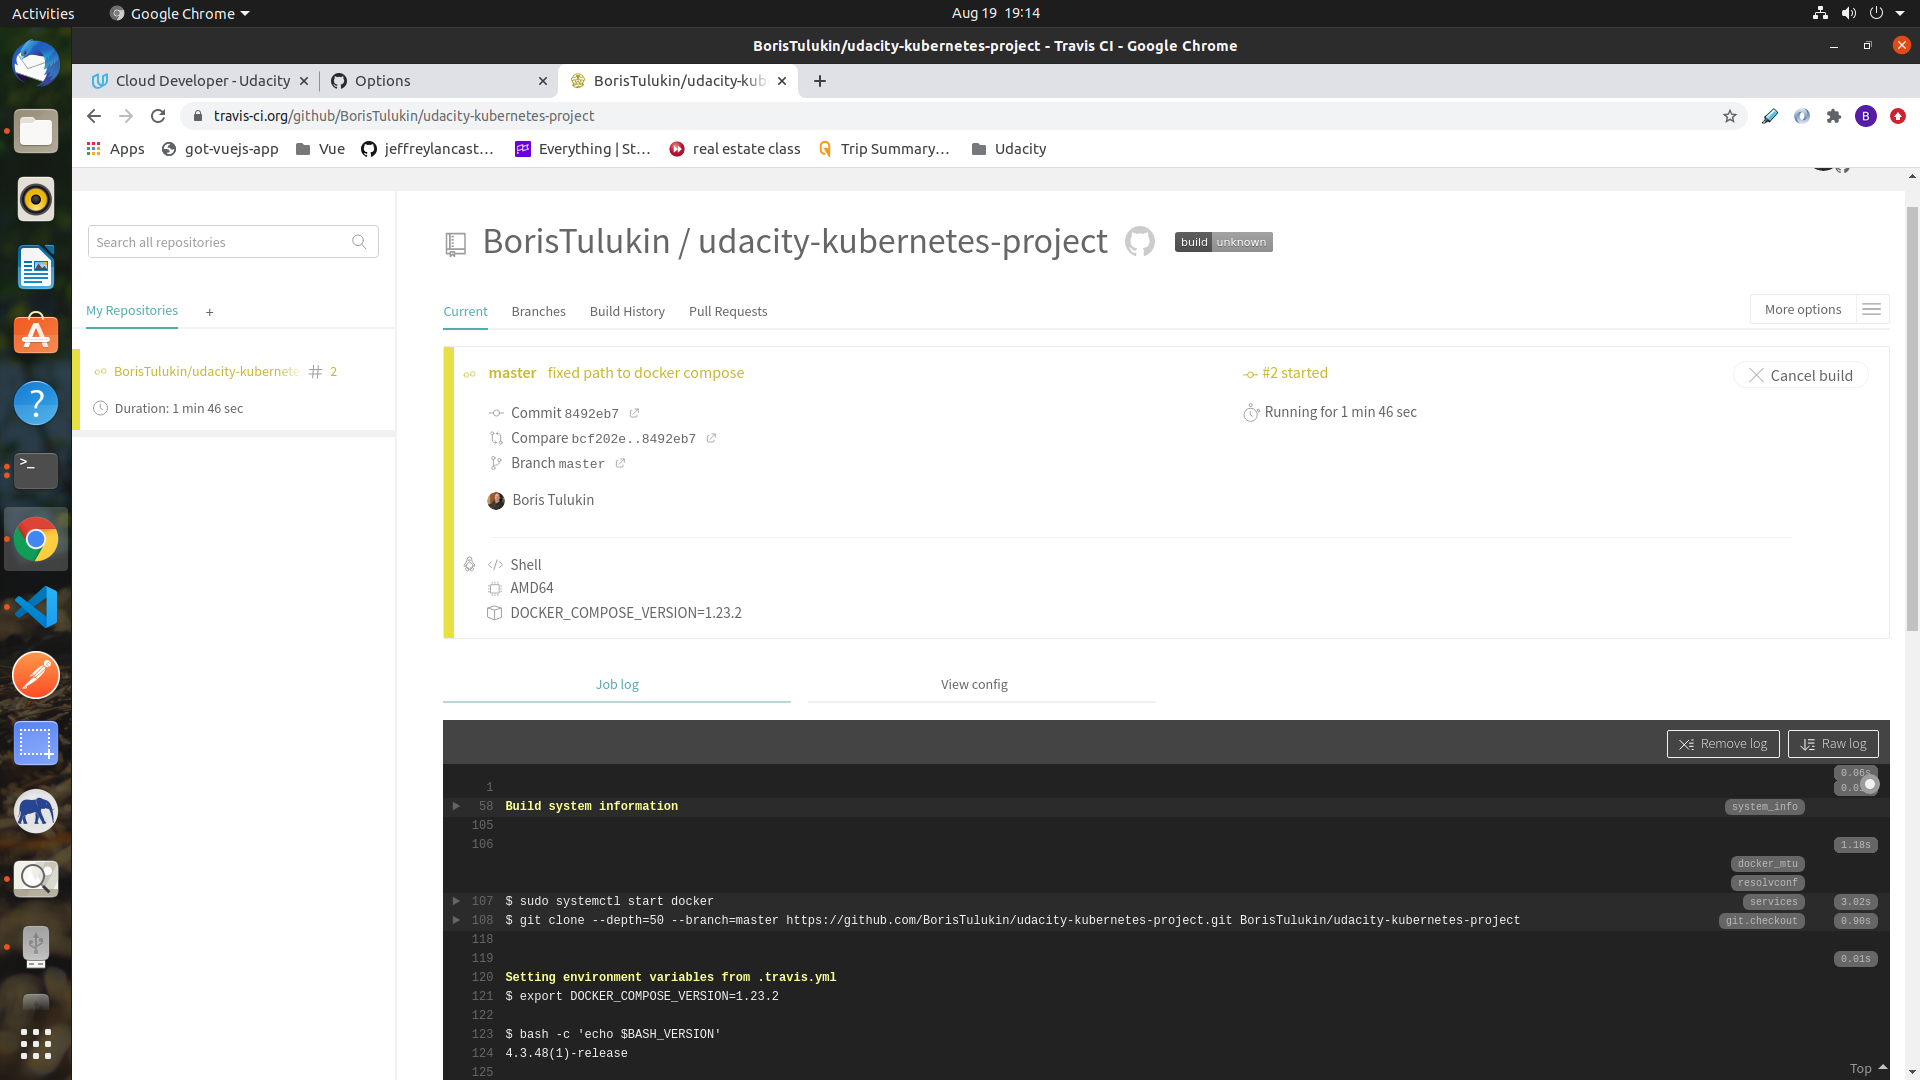 Activities Google Chrome Aug 19 19:14
BorisTulukin/udacity-kubernetes-project - Travis CI - Google Chrome
Cloud Developer - Udacity Options BorisTulukin/udacity-kub
travis-ci.org/github/BorisTulukin/udacity-kubernetes-project B
Apps got-vuejs-app Vue jeffreylancast… Everything | St… real estate class Trip Summary… Udacity
Search all repositories
BorisTulukin / udacity-kubernetes-project build unknown
My Repositories +
Current Branches Build History Pull Requests More options
BorisTulukin/udacity-kubernetes # 2
Duration: 1 min 46 sec
master fixed path to docker compose #2 started Cancel build
Commit 8492eb7 Running for 1 min 46 sec
Compare bcf202e..8492eb7
Branch master
Boris Tulukin
Shell
AMD64
DOCKER_COMPOSE_VERSION=1.23.2
Job log View config
Remove log Raw log
0.06s
1
58 Build system information system_info
105
106 1.18s
docker_mtu
resolvconf
107 $ sudo systemctl start docker services 3.02s
108 $ git clone --depth=50 --branch=master https://github.com/BorisTulukin/udacity-kubernetes-project.git BorisTulukin/udacity-kubernetes-project git.checkout 0.90s
118
119 0.01s
120 Setting environment variables from .travis.yml
121 $ export DOCKER_COMPOSE_VERSION=1.23.2
122
123 $ bash -c 'echo $BASH_VERSION'
124 4.3.48(1)-release
125
Top